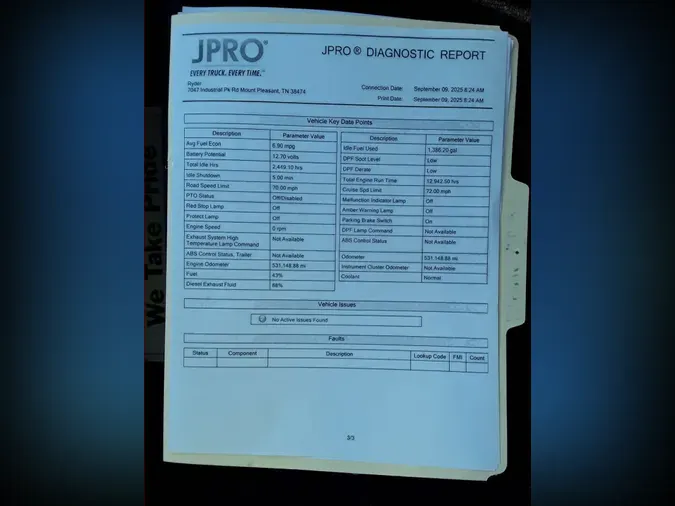 JPRO®
EVERY TRUCK. EVERY TIME.™
JPRO® DIAGNOSTIC REPORT
Ryder
7047 Industrial Pk Rd Mount Pleasant, TN 38474
Connection Date: September 09, 2025 8:24 AM
Print Date: September 09, 2025 8:24 AM
Vehicle Key Data Points
Description Parameter Value
Avg Fuel Econ 6.90 mpg
Battery Potential 12.70 volts
Total Idle Hrs 2,449.10 hrs
Idle Shutdown 5.00 min
Road Speed Limit 70.00 mph
PTO Status Off/Disabled
Red Stop Lamp Off
Protect Lamp Off
Engine Speed 0 rpm
Exhaust System High
Temperature Lamp Command Not Available
ABS Control Status, Trailer Not Available
Engine Odometer 531,148.88 mi
Fuel 43%
Diesel Exhaust Fluid 88%
Description Parameter Value
Idle Fuel Used 1,386.20 gal
DPF Soot Level Low
DPF Derate Low
Total Engine Run Time 12,942.50 hrs
Cruise Spd Limit 72.00 mph
Malfunction Indicator Lamp Off
Amber Warning Lamp Off
Parking Brake Switch On
DPF Lamp Command Not Available
ABS Control Status Not Available
Odometer 531,148.88 mi
Instrument Cluster Odometer Not Available
Coolant Normal
Vehicle Issues
No Active Issues Found
Faults
Status Component Description Lookup Code FMI Count
3/3
We Take Pride